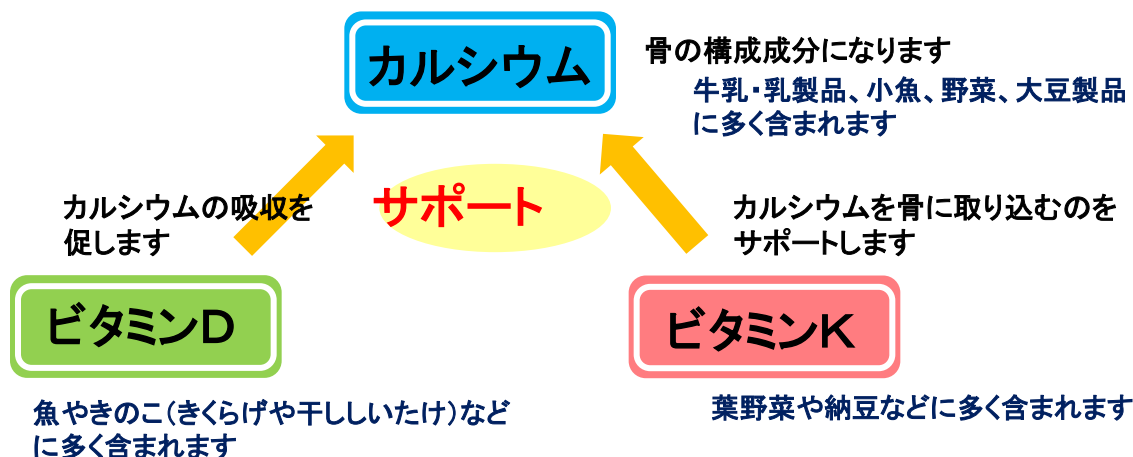 カルシウム
骨の構成成分になります
牛乳・乳製品、小魚、野菜、大豆製品
に多く含まれます
サポート
カルシウムの吸収を
促します
カルシウムを骨に取り込むのを
サポートします
ビタミンD
ビタミンK
魚やきのこ(きくらげや干ししいたけ)など
に多く含まれます
葉野菜や納豆などに多く含まれます